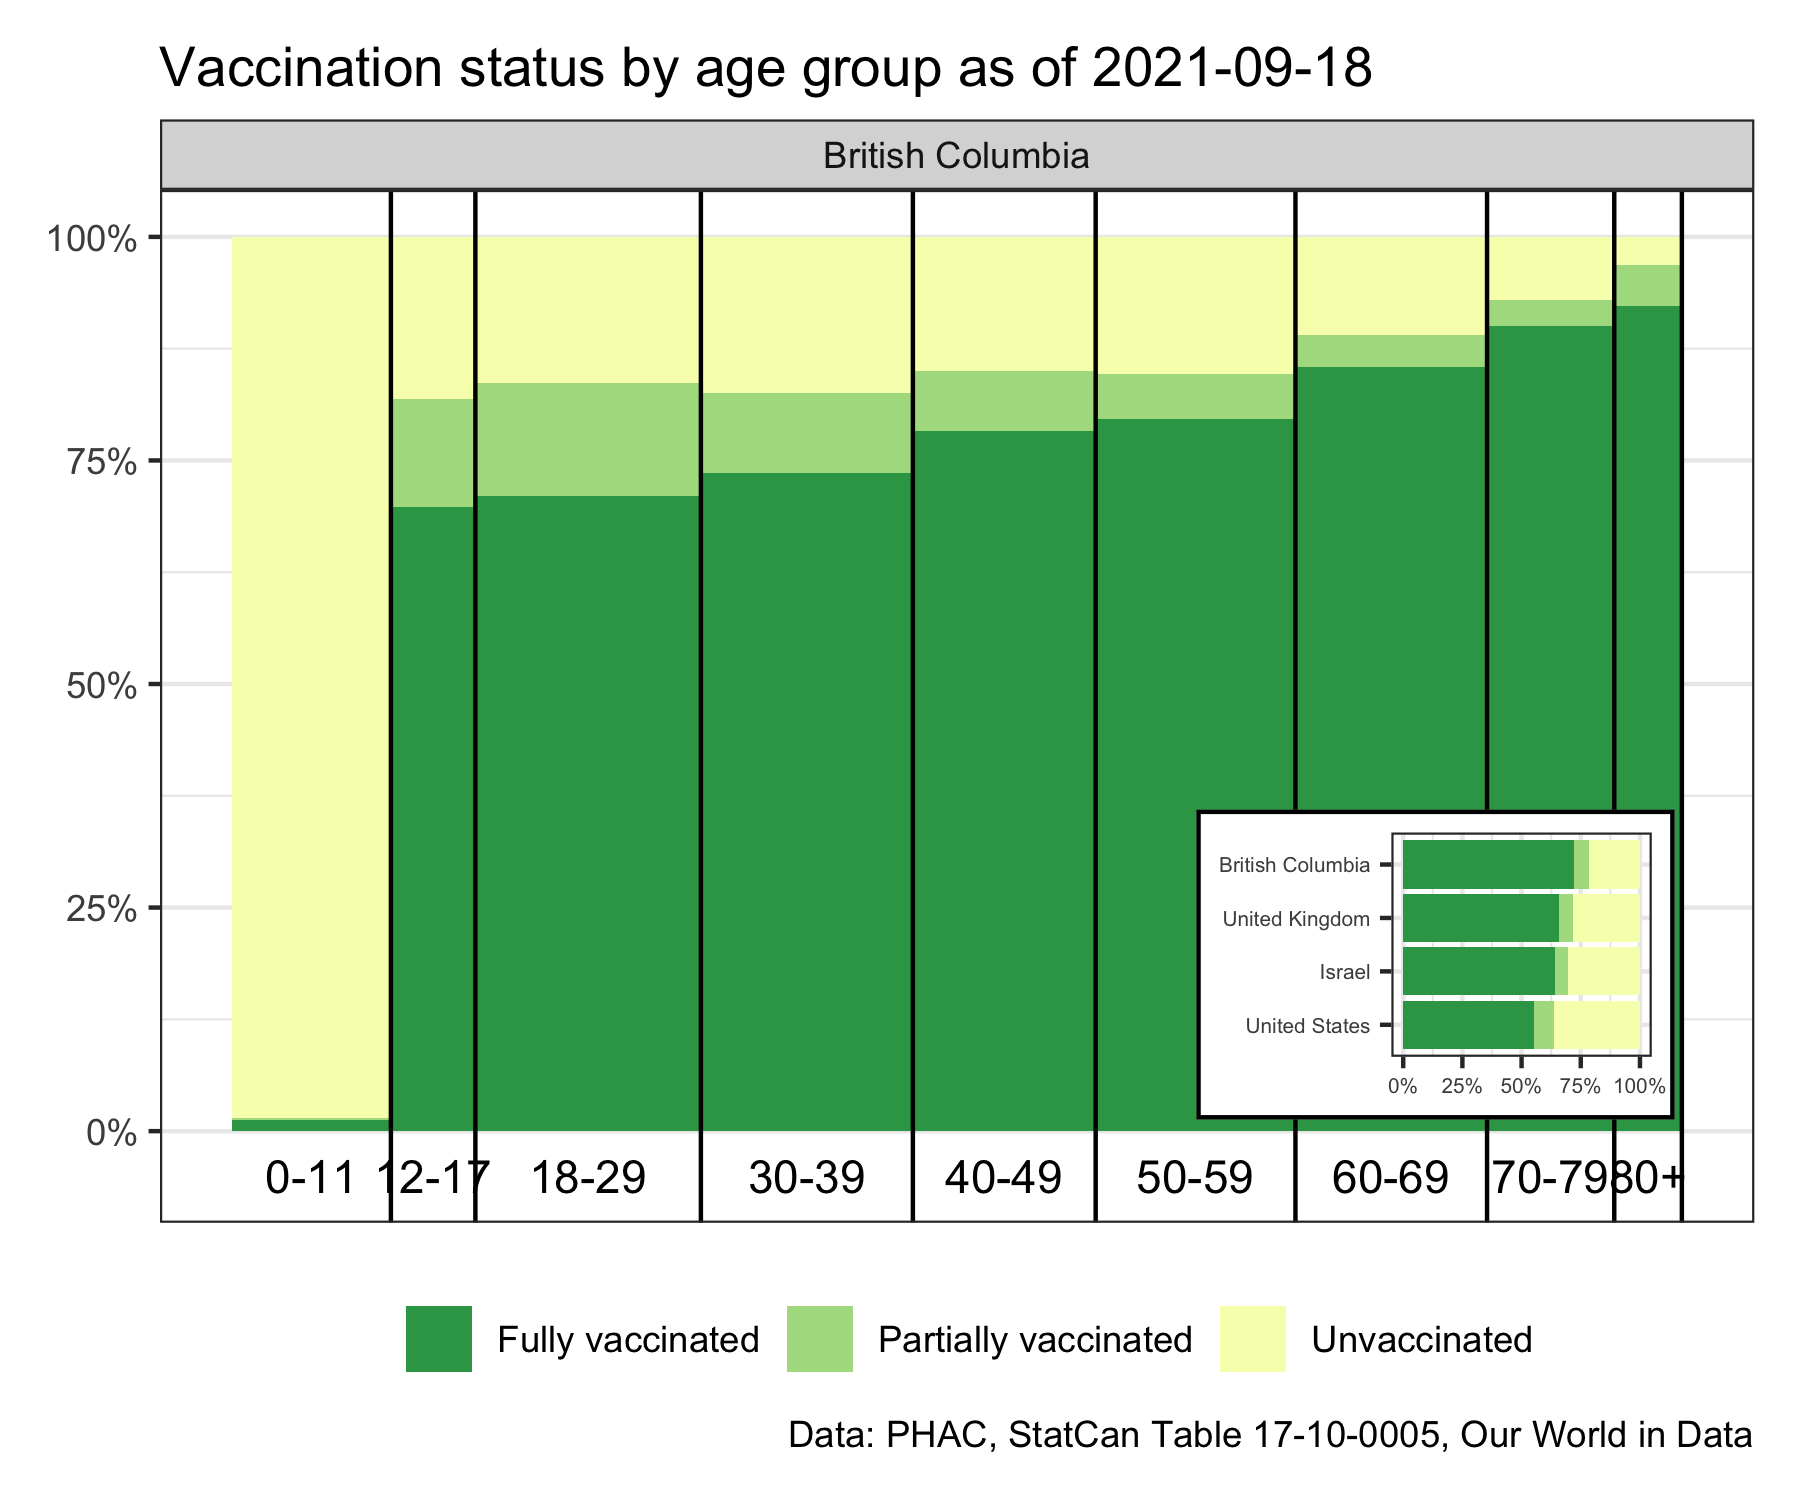 Vaccination status by age group as of 2021-09-18
British Columbia
100%
75%
50%
25%
0%
British Columbia
United Kingdom
Israel
United States
0% 25% 50% 75% 100%
0-11 12-17 18-29 30-39 40-49 50-59 60-69 70-79 80+
Fully vaccinated Partially vaccinated Unvaccinated
Data: PHAC, StatCan Table 17-10-0005, Our World in Data